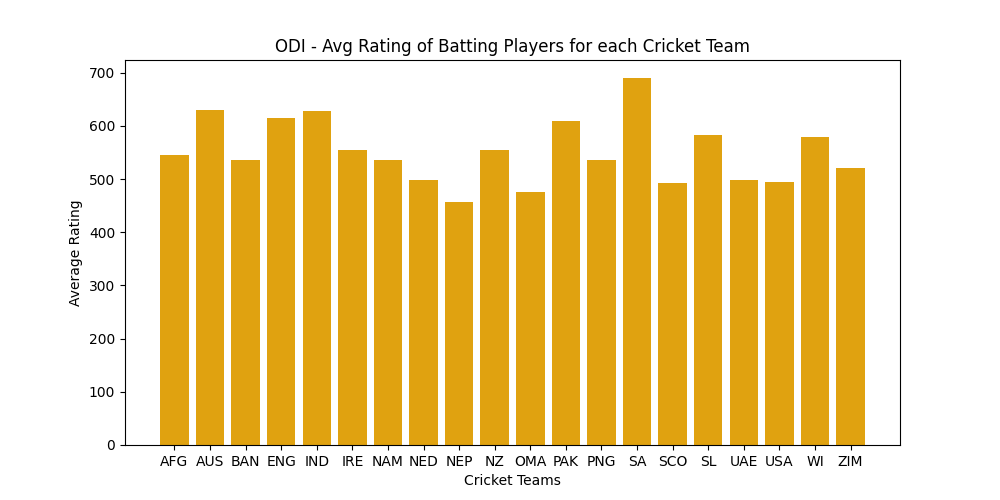 ODI - Avg Rating of Batting Players for each Cricket Team
700
600
500
400
300
200
100
0
Average Rating
AFG AUS BAN ENG IND IRE NAM NED NEP NZ OMA PAK PNG SA SCO SL UAE USA WI ZIM
Cricket Teams